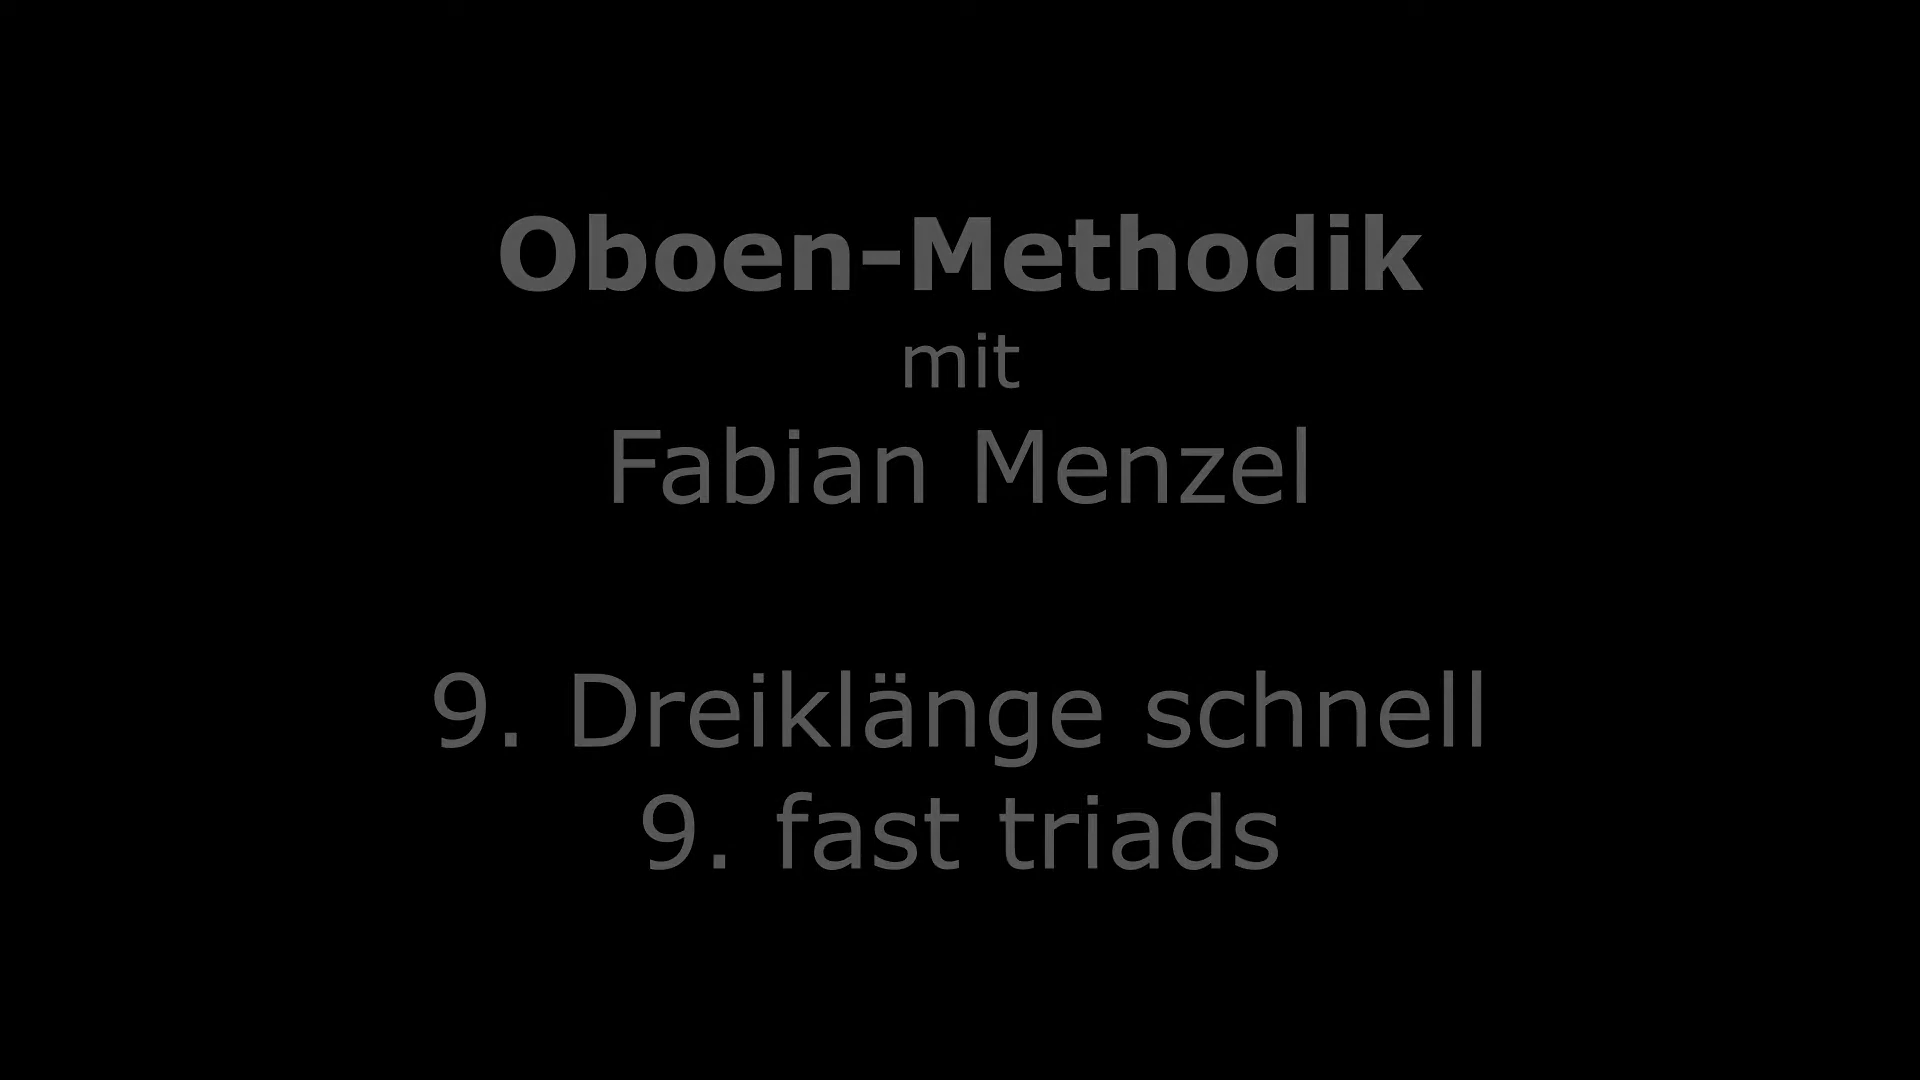 Oboen-Methodik
mit
Fabian Menzel
9. Dreiklänge schnell
9. fast triads